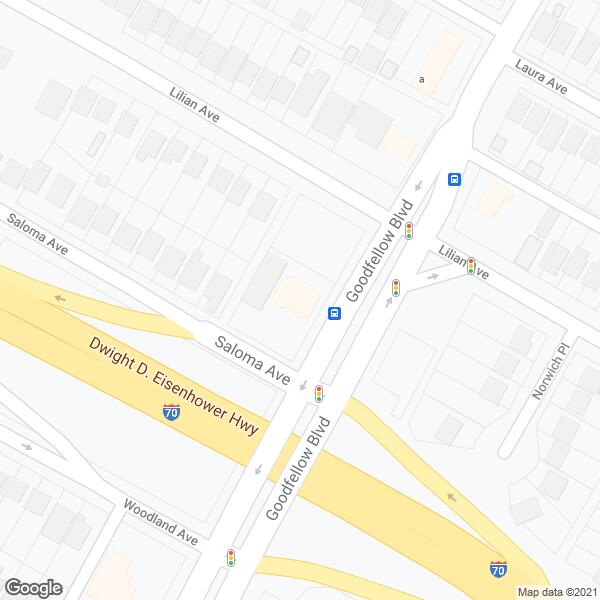 Laura Ave
a
Lilian Ave
Goodfellow Blvd
Saloma Ave
Lilian Ave
Saloma Ave
Dwight D. Eisenhower Hwy
Norwich Pl
70
Goodfellow Blvd
Woodland Ave
70
Google
Map data ©2021